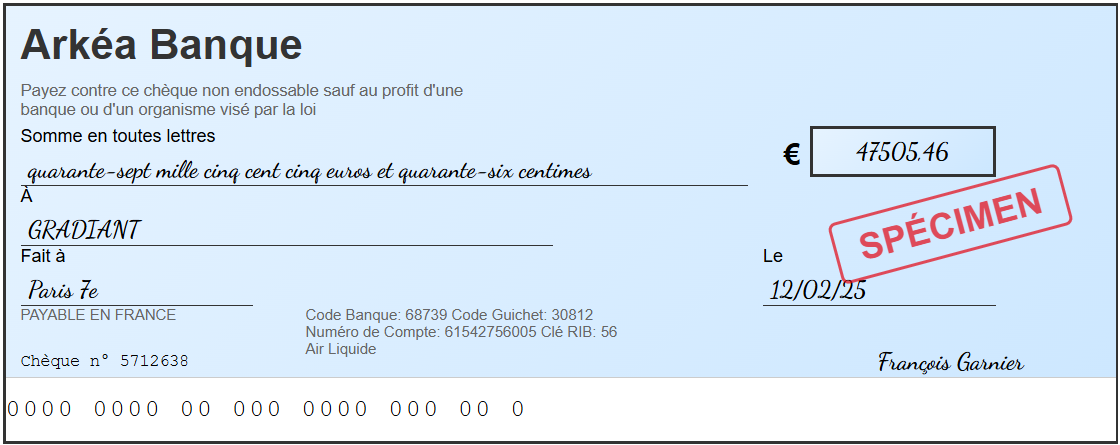 Arkéa Banque
Payez contre ce chèque non endossable sauf au profit d'une
banque ou d'un organisme visé par la loi
Somme en toutes lettres
quarante-sept mille cinq cent cinq euros et quarante-six centimes
€ 47505.46
À
GRADIANT
SPÉCIMEN
Fait à
Le
Paris 7e
12/02/25
PAYABLE EN FRANCE
Code Banque: 68739 Code Guichet: 30812
Numéro de Compte: 61542756005 Clé RIB: 56
Air Liquide
Chèque n° 5712638
François Garnier
0000 0000 00 000 0000 000 00 0